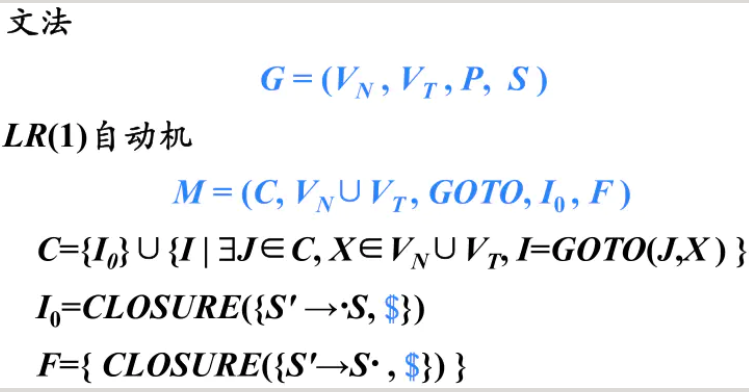 文法
G = (V_N , V_T , P, S )
LR(1)自动机
M = (C, V_N∪V_T , GOTO, I_0 , F )
C={I_0}∪{I | ∃J∈C, X∈V_N∪V_T, I=GOTO(J,X ) }
I_0=CLOSURE({S′ →·S, $})
F={ CLOSURE({S′→S· , $}) }